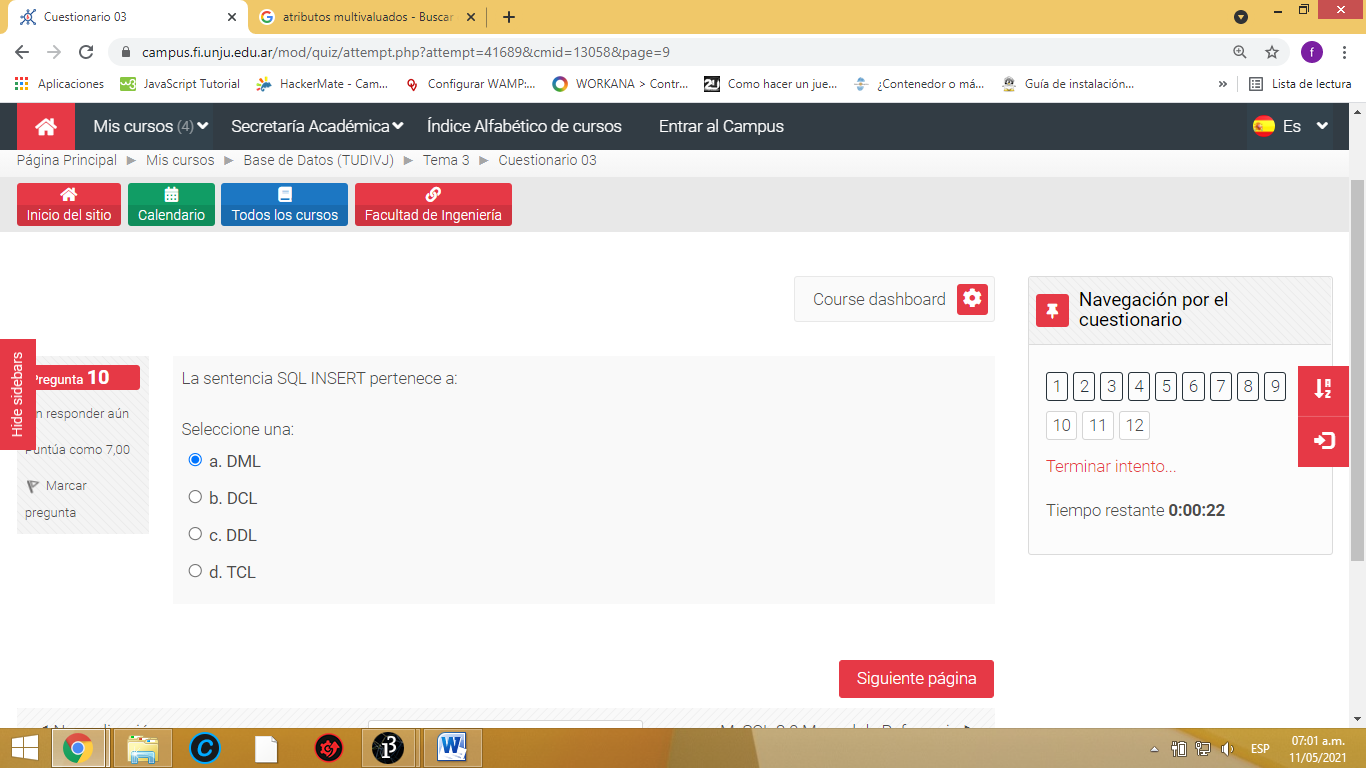 Cuestionario 03
atributos multivaluados - Buscar
campus.fi.unju.edu.ar/mod/quiz/attempt.php?attempt=41689&cmid=13058&page=9
f
Aplicaciones
JavaScript Tutorial
HackerMate - Cam...
Configurar WAMP:...
WORKANA > Contr...
Como hacer un jue...
¿Contenedor o má...
Guía de instalación...
»
Lista de lectura
Mis cursos (4)
Secretaría Académica
Índice Alfabético de cursos
Entrar al Campus
Es
Página Principal ► Mis cursos ► Base de Datos (TUDIVJ) ► Tema 3 ► Cuestionario 03
Inicio del sitio
Calendario
Todos los cursos
Facultad de Ingeniería
Course dashboard
Hide sidebars
Pregunta 10
n responder aún
Puntúa como 7,00
Marcar
pregunta
La sentencia SQL INSERT pertenece a:
Seleccione una:
a. DML
b. DCL
c. DDL
d. TCL
Siguiente página
Navegación por el
cuestionario
1 2 3 4 5 6 7 8 9
10 11 12
Terminar intento...
Tiempo restante 0:00:22
ESP
07:01 a.m.
11/05/2021